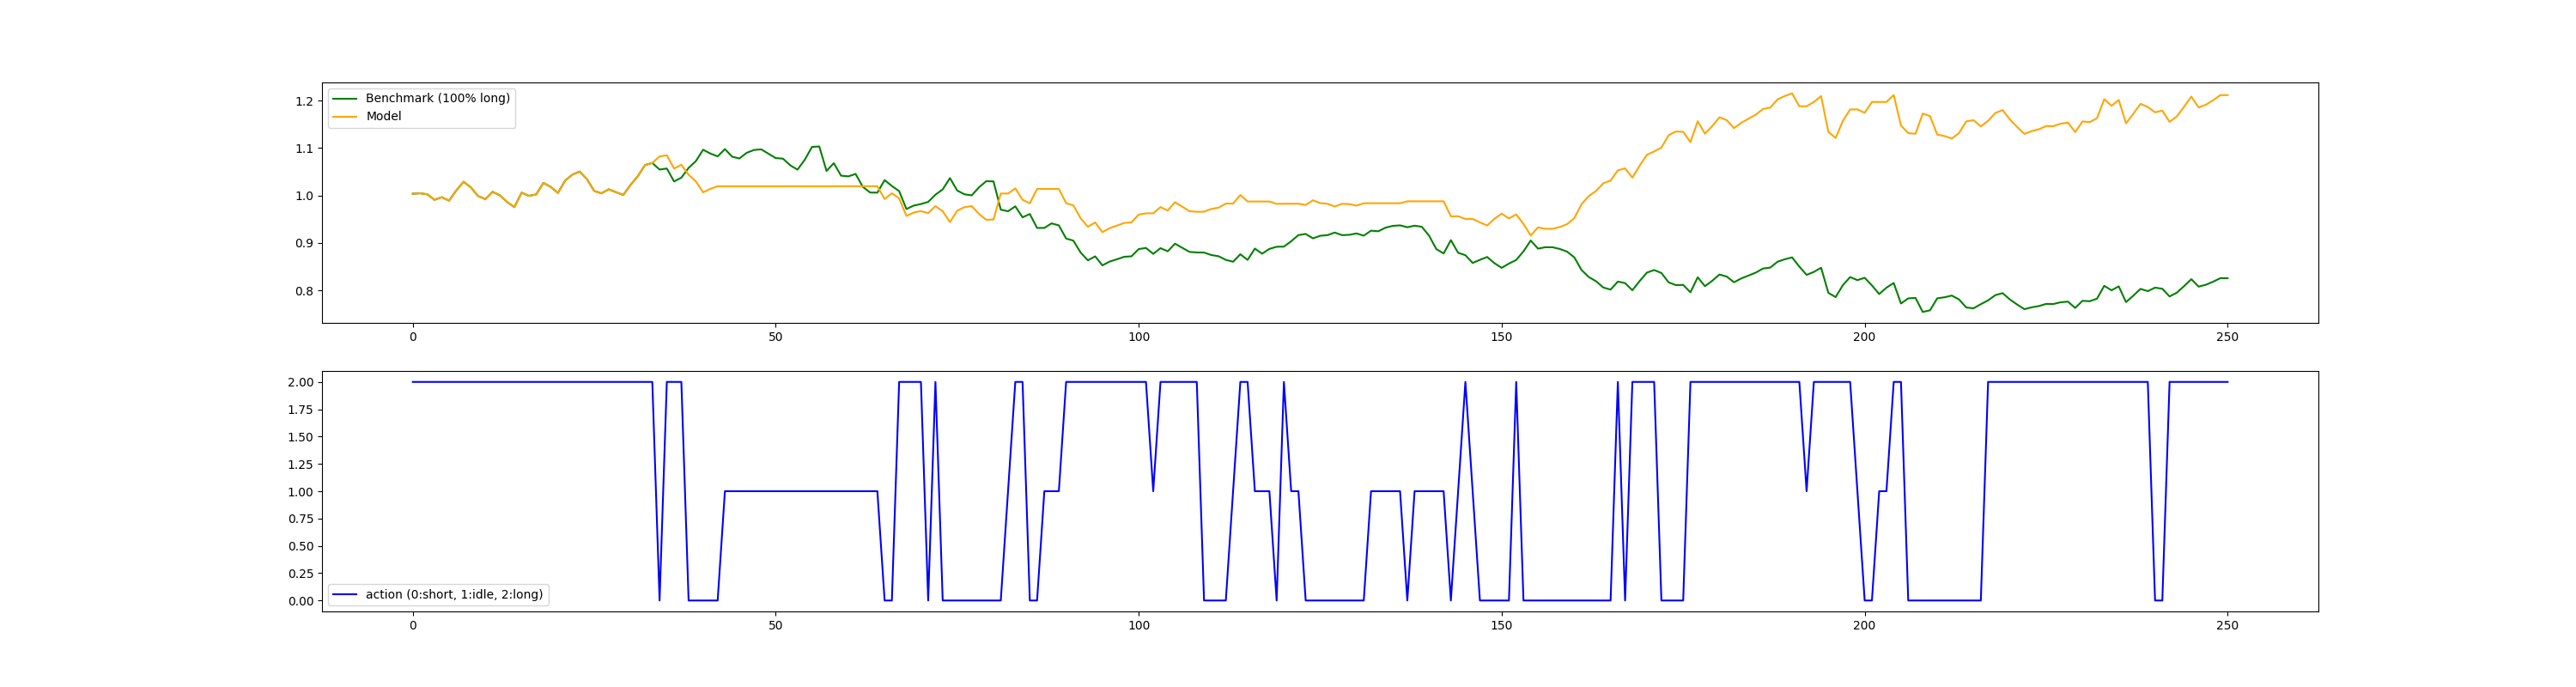 Benchmark (100% long)
Model
1.2
1.1
1.0
0.9
0.8
0 50 100 150 200 250
2.00
1.75
1.50
1.25
1.00
0.75
0.50
0.25
0.00
action (0:short, 1:idle, 2:long)
0 50 100 150 200 250